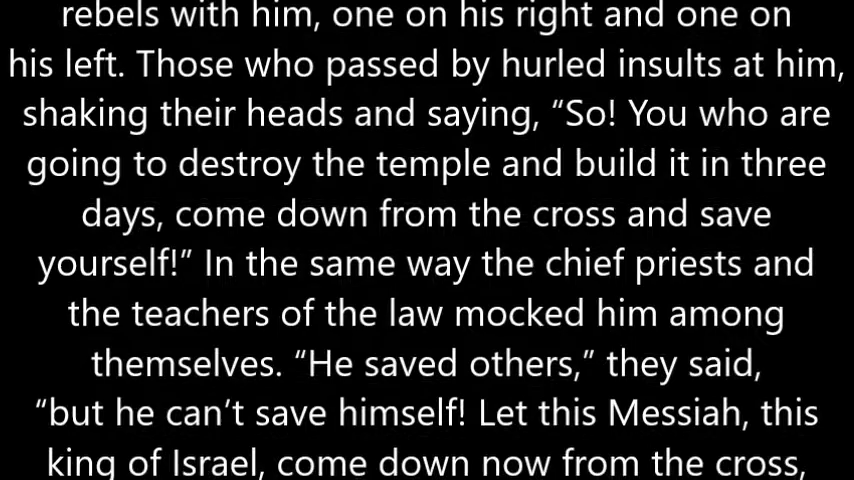 rebels with him, one on his right and one on
his left. Those who passed by hurled insults at him,
shaking their heads and saying, “So! You who are
going to destroy the temple and build it in three
days, come down from the cross and save
yourself!” In the same way the chief priests and
the teachers of the law mocked him among
themselves. “He saved others,” they said,
“but he can’t save himself! Let this Messiah, this
king of Israel, come down now from the cross,